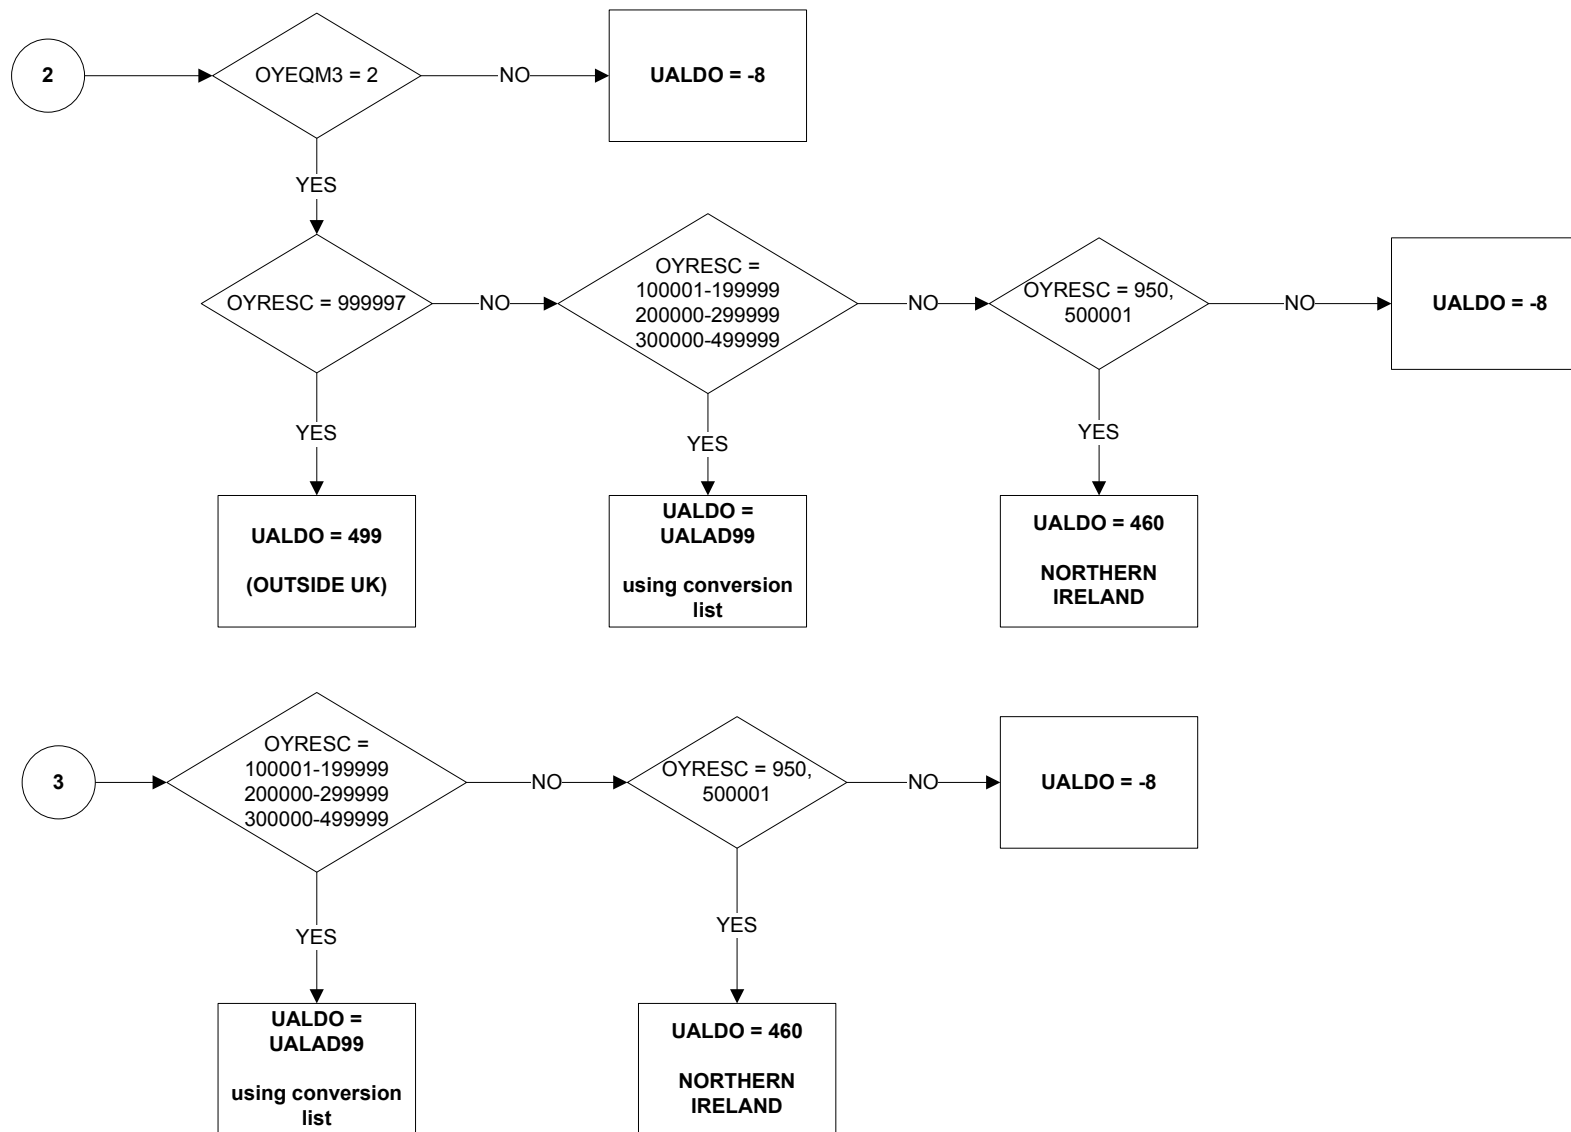 2
OYEQM3 = 2
NO
UALDO = -8
YES
OYRESC = 999997
NO
OYRESC =
100001-199999
200000-299999
300000-499999
NO
OYRESC = 950,
500001
NO
UALDO = -8
YES
YES
YES
UALDO = 499
(OUTSIDE UK)
UALDO =
UALAD99
using conversion
list
UALDO = 460
NORTHERN
IRELAND
3
OYRESC =
100001-199999
200000-299999
300000-499999
NO
OYRESC = 950,
500001
NO
UALDO = -8
YES
YES
UALDO =
UALAD99
using conversion
list
UALDO = 460
NORTHERN
IRELAND